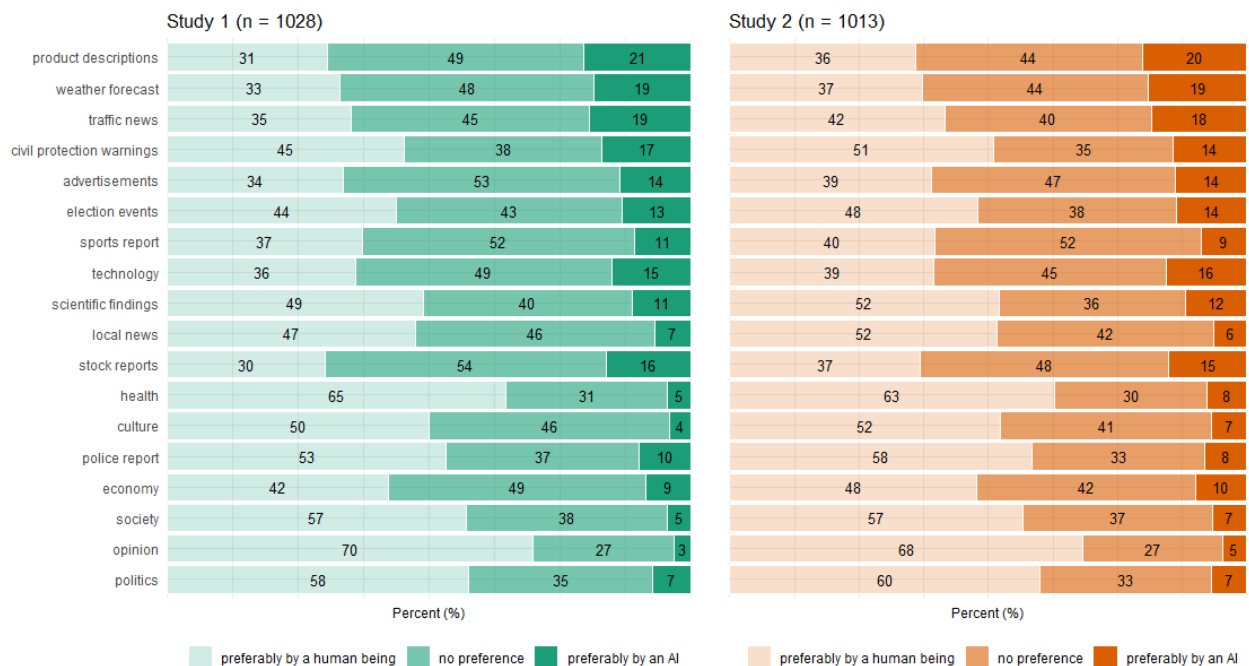 Study 1 (n = 1028) Study 2 (n = 1013)
product descriptions 31 49 21 36 44 20
weather forecast 33 48 19 37 44 19
traffic news 35 45 19 42 40 18
civil protection warnings 45 38 17 51 35 14
advertisements 34 53 14 39 47 14
election events 44 43 13 48 38 14
sports report 37 52 11 40 52 9
technology 36 49 15 39 45 16
scientific findings 49 40 11 52 36 12
local news 47 46 7 52 42 6
stock reports 30 54 16 37 48 15
health 65 31 5 63 30 8
culture 50 46 4 52 41 7
police report 53 37 10 58 33 8
economy 42 49 9 48 42 10
society 57 38 5 57 37 7
opinion 70 27 3 68 27 5
politics 58 35 7 60 33 7
Percent (%) Percent (%)
preferably by a human being no preference preferably by an AI preferably by a human being no preference preferably by an AI